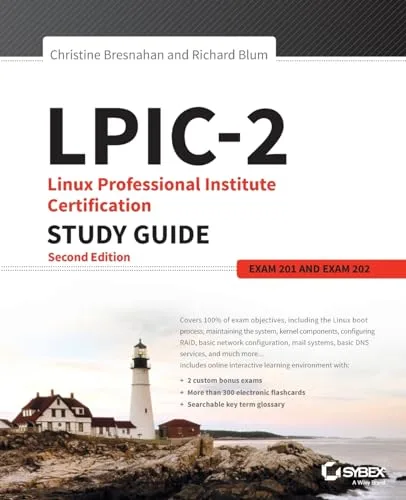 Christine Bresnahan and Richard Blum
LPIC-2
Linux Professional Institute
Certification
STUDY GUIDE
Second Edition
EXAM 201 AND EXAM 202
Covers 100% of exam objectives, including the Linux boot
process, maintaining the system, kernel components, configuring
RAID, basic network configuration, mail systems, basic DNS
services, and much more...
includes online interactive learning environment with:
+ 2 custom bonus exams
+ More than 300 electronic flashcards
+ Searchable key term glossary
SYBEX
A Wiley Brand